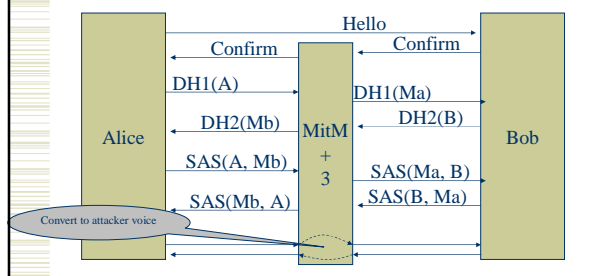 Hello
Confirm
Confirm
DH1(A)
DH1(Ma)
DH2(Mb)
DH2(B)
Alice
MitM
+
3
Bob
SAS(A, Mb)
SAS(Ma, B)
SAS(Mb, A)
SAS(B, Ma)
Convert to attacker voice